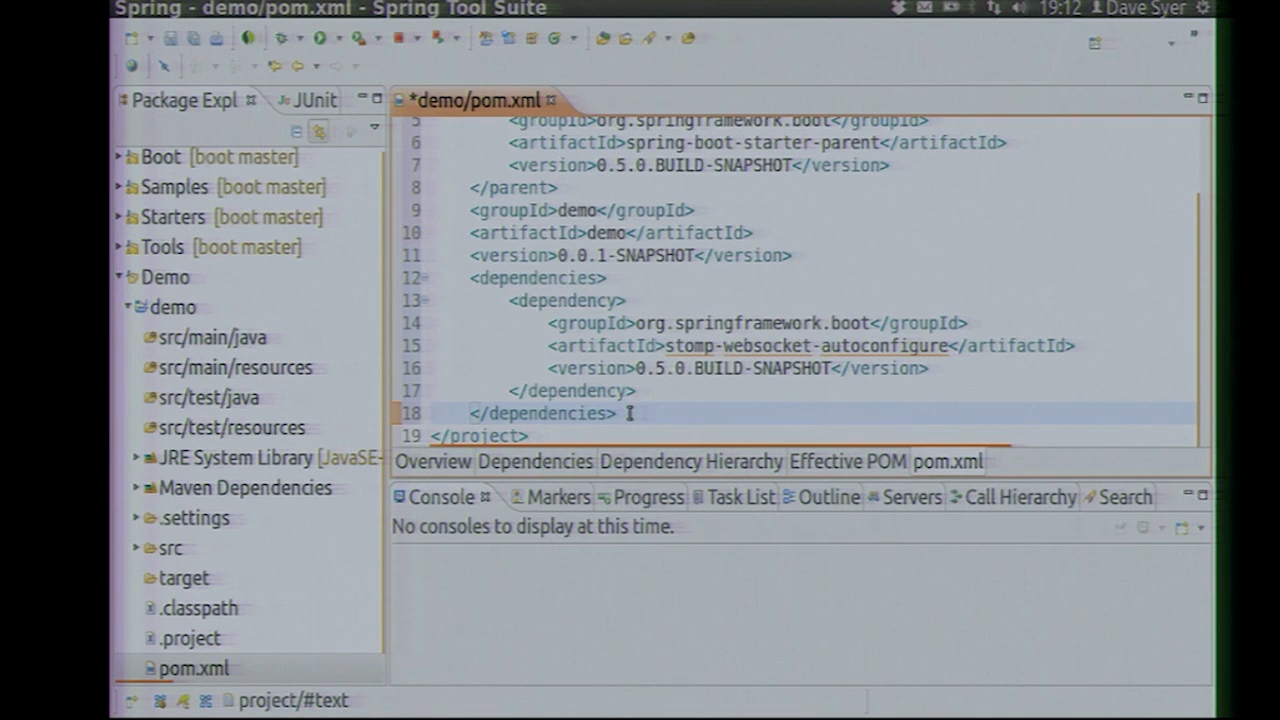 Spring - demo/pom.xml - Spring Tool Suite
19:12 Dave Syer
Package Expl
JUnit
Boot [boot master]
Samples [boot master]
Starters [boot master]
Tools [boot master]
Demo
demo
src/main/java
src/main/resources
src/test/java
src/test/resources
JRE System Library [JavaSE-
Maven Dependencies
.settings
src
target
.classpath
.project
pom.xml
*demo/pom.xml
5 <groupId>org.springframework.boot</groupId>
6 <artifactId>spring-boot-starter-parent</artifactId>
7 <version>0.5.0.BUILD-SNAPSHOT</version>
8 </parent>
9 <groupId>demo</groupId>
10 <artifactId>demo</artifactId>
11 <version>0.0.1-SNAPSHOT</version>
12 <dependencies>
13 <dependency>
14 <groupId>org.springframework.boot</groupId>
15 <artifactId>stomp-websocket-autoconfigure</artifactId>
16 <version>0.5.0.BUILD-SNAPSHOT</version>
17 </dependency>
18 </dependencies>
19 </project>
Overview Dependencies Dependency Hierarchy Effective POM pom.xml
Console Markers Progress Task List Outline Servers Call Hierarchy Search
No consoles to display at this time.
project/#text